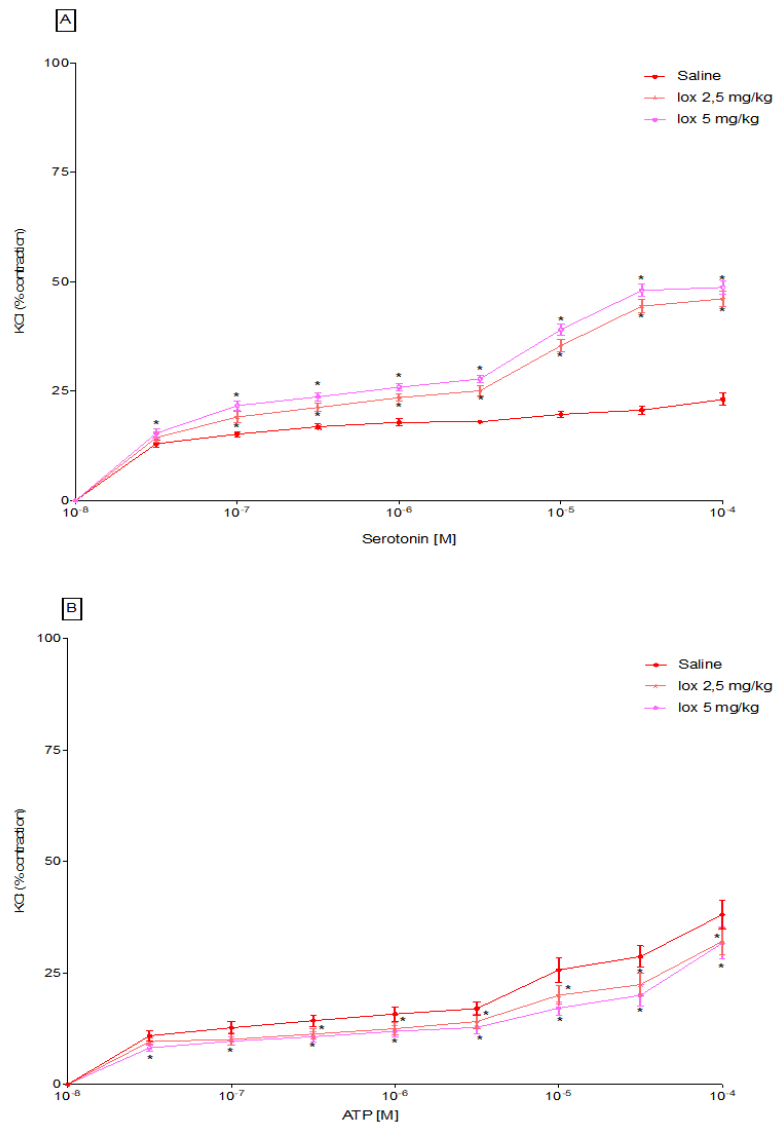 A
100
75
50
25
0
KCl (% contraction)
Saline
lox 2,5 mg/kg
lox 5 mg/kg
* * * * * * * *
* * * * * * *
10-8 10-7 10-6 10-5 10-4
Serotonin [M]
B
100
75
50
25
0
KCl (% contraction)
Saline
lox 2,5 mg/kg
lox 5 mg/kg
* * * * * *
* * * * * * * *
10-8 10-7 10-6 10-5 10-4
ATP [M]